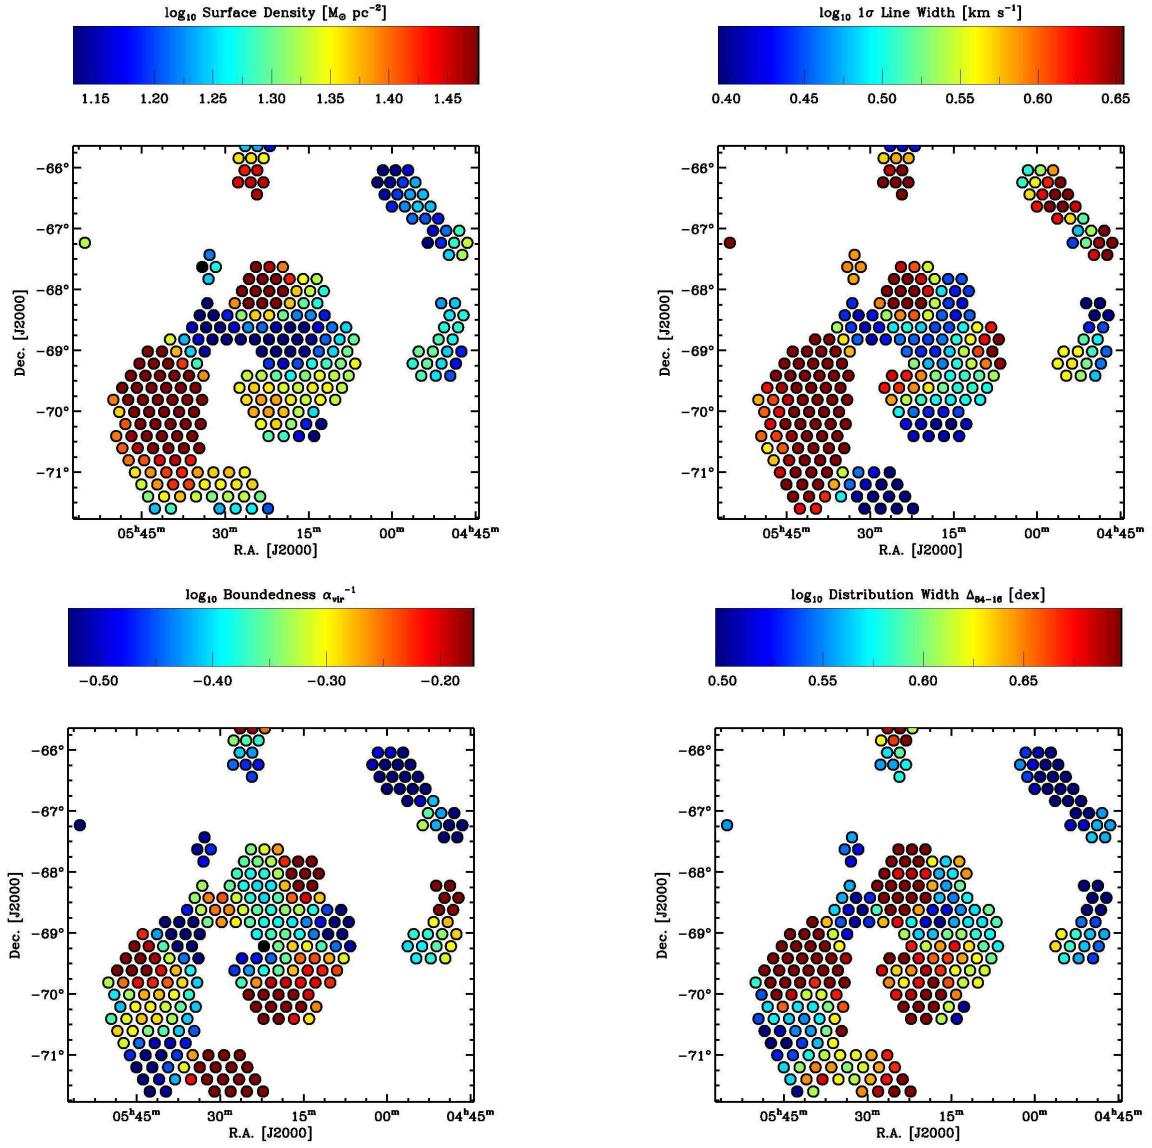 log₁₀ Surface Density [M⊙ pc⁻²]
1.15 1.20 1.25 1.30 1.35 1.40 1.45
−66°
−67°
−68°
−69°
−70°
−71°
Dec. [J2000]
05ʰ45ᵐ 30ᵐ 15ᵐ 00ᵐ 04ʰ45ᵐ
R.A. [J2000]
log₁₀ 1σ Line Width [km s⁻¹]
0.40 0.45 0.50 0.55 0.60 0.65
−66°
−67°
−68°
−69°
−70°
−71°
Dec. [J2000]
05ʰ45ᵐ 30ᵐ 15ᵐ 00ᵐ 04ʰ45ᵐ
R.A. [J2000]
log₁₀ Boundedness αᵥᵢᵣ⁻¹
−0.50 −0.40 −0.30 −0.20
−66°
−67°
−68°
−69°
−70°
−71°
Dec. [J2000]
05ʰ45ᵐ 30ᵐ 15ᵐ 00ᵐ 04ʰ45ᵐ
R.A. [J2000]
log₁₀ Distribution Width Δ₈₄₋₁₆ [dex]
0.50 0.55 0.60 0.65
−66°
−67°
−68°
−69°
−70°
−71°
Dec. [J2000]
05ʰ45ᵐ 30ᵐ 15ᵐ 00ᵐ 04ʰ45ᵐ
R.A. [J2000]